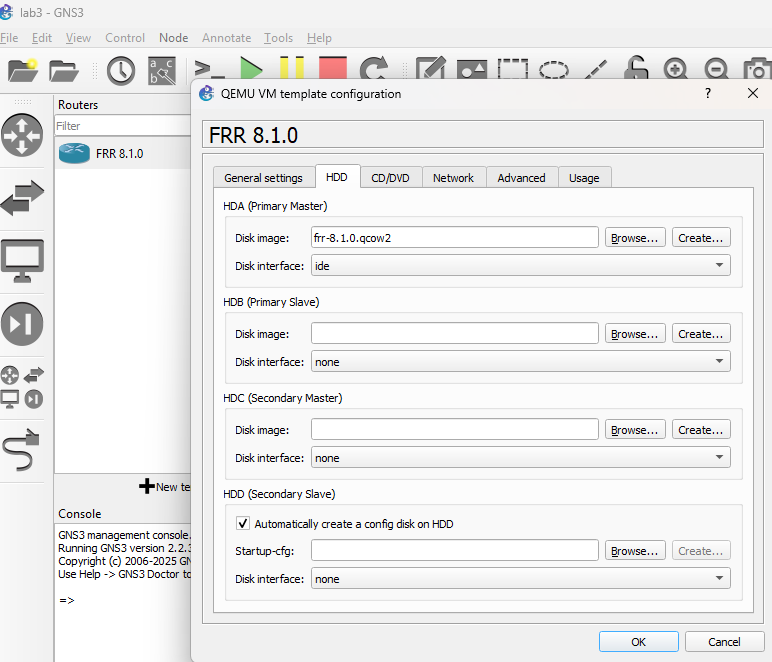 lab3 - GNS3
File Edit View Control Node Annotate Tools Help
a c
b
Routers
Filter
FRR 8.1.0
New te
Console
GNS3 management console.
Running GNS3 version 2.2.3
Copyright (c) 2006-2025 GN
Use Help -> GNS3 Doctor to
=>
QEMU VM template configuration
?
FRR 8.1.0
General settings HDD CD/DVD Network Advanced Usage
HDA (Primary Master)
Disk image: frr-8.1.0.qcow2 Browse... Create...
Disk interface: ide
HDB (Primary Slave)
Disk image: Browse... Create...
Disk interface: none
HDC (Secondary Master)
Disk image: Browse... Create...
Disk interface: none
HDD (Secondary Slave)
Automatically create a config disk on HDD
Startup-cfg: Browse... Create...
Disk interface: none
OK Cancel